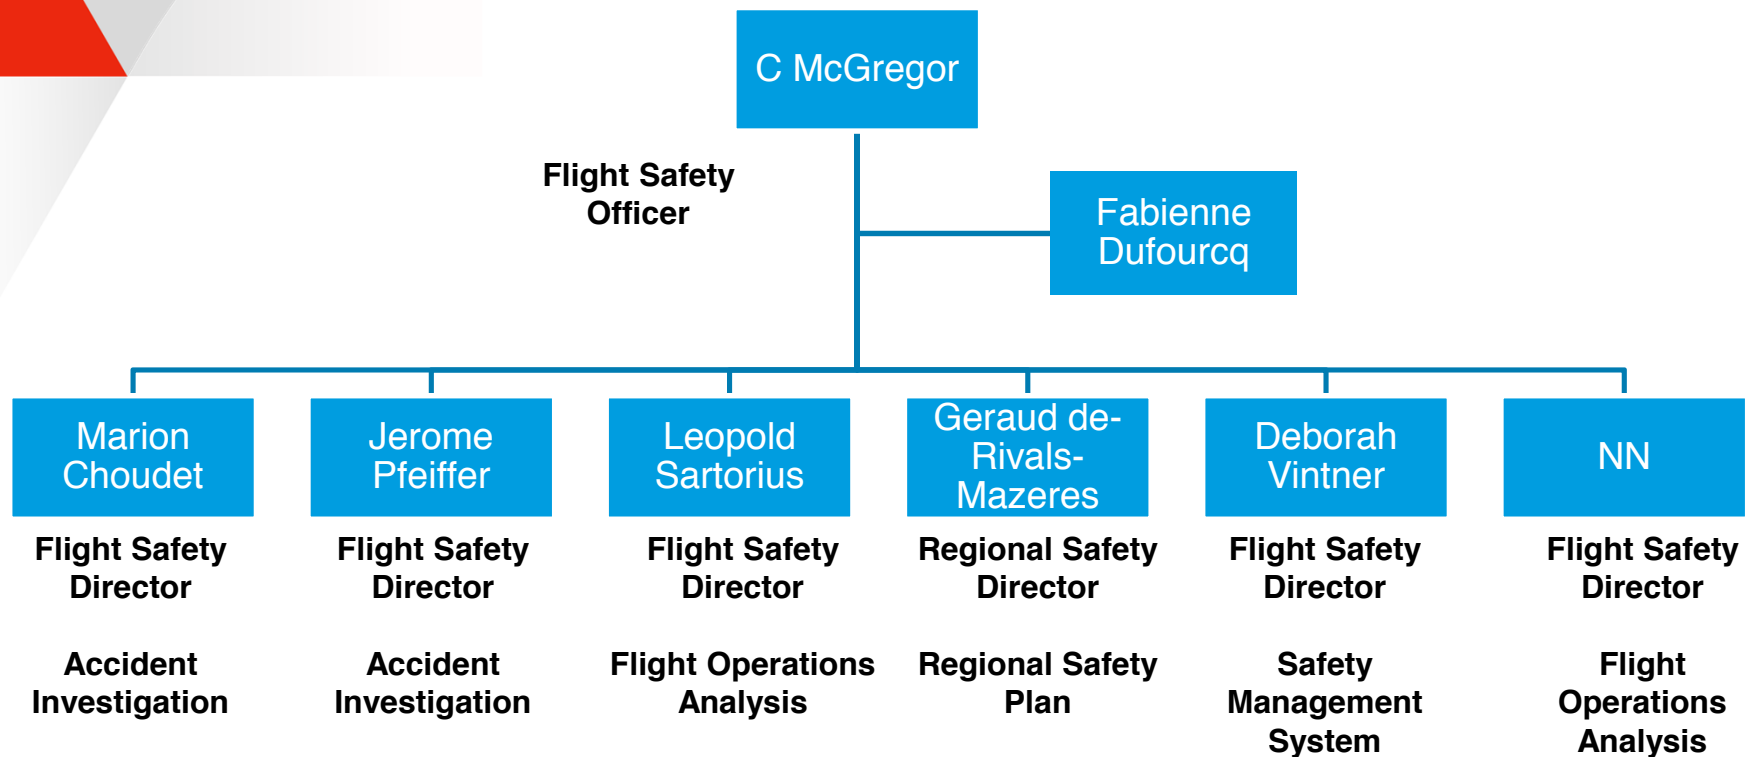 C McGregor
Flight Safety
Officer
Fabienne
Dufourcq
Marion
Choudet
Flight Safety
Director
Accident
Investigation
Jerome
Pfeiffer
Flight Safety
Director
Accident
Investigation
Leopold
Sartorius
Flight Safety
Director
Flight Operations
Analysis
Geraud de-
Rivals-
Mazeres
Regional Safety
Director
Regional Safety
Plan
Deborah
Vintner
Flight Safety
Director
Safety
Management
System
NN
Flight Safety
Director
Flight
Operations
Analysis